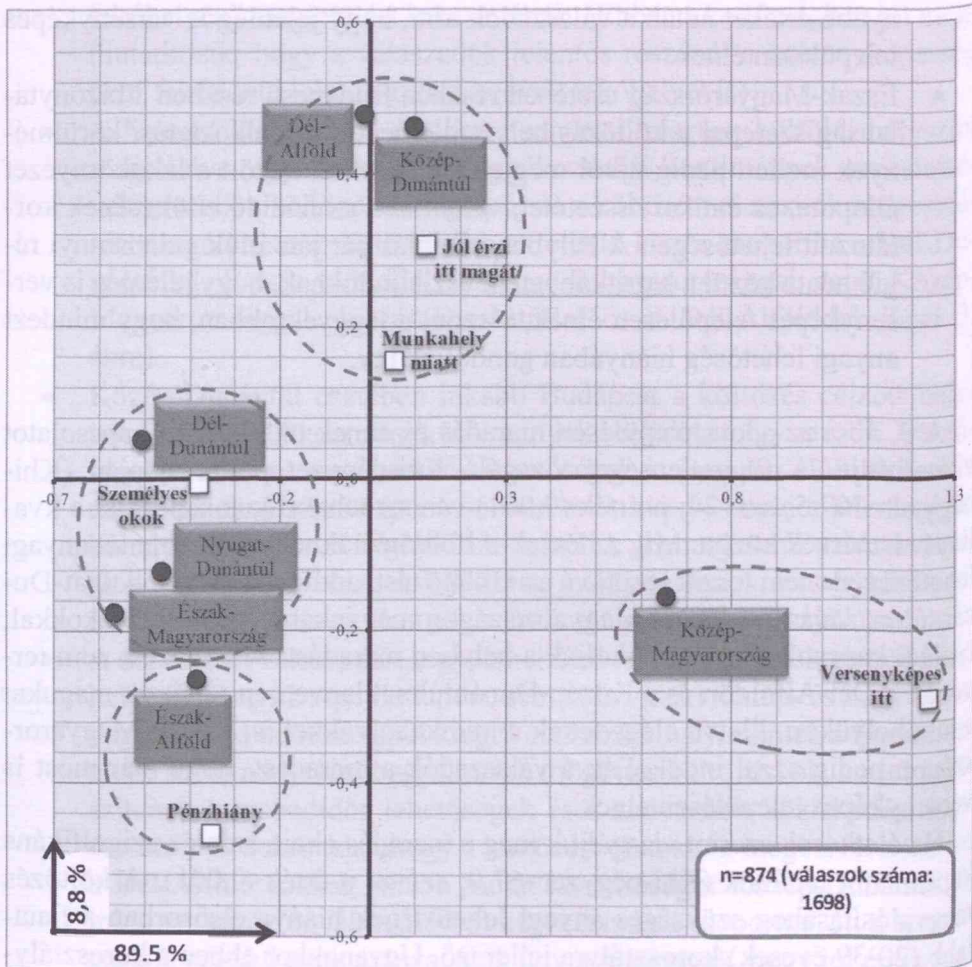 0,6
Dél-
Alföld
Közép-
Dunántúl
0,4
Jól érzi
itt magát
0,2
Munkahely
miatt
Dél-
Dunántúl
0,0
-0.7
-0.2
0.3
0.8
1.3
Személyes
okok
Nyugat-
Dunántúl
Észak-
Magyarország
-0,2
Közép-
Magyarország
Versenyképes
itt
Észak-
Alföld
-0,4
Pénzhiány
8,8 %
89.5 %
-0,6
n=874 (válaszok száma:
1698)